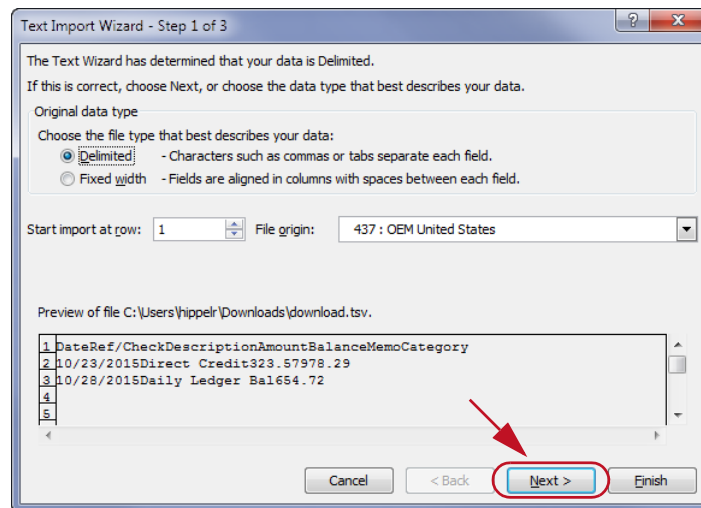 Text Import Wizard - Step 1 of 3
The Text Wizard has determined that your data is Delimited.
If this is correct, choose Next, or choose the data type that best describes your data.
Original data type
Choose the file type that best describes your data:
Delimited - Characters such as commas or tabs separate each field.
Fixed width - Fields are aligned in columns with spaces between each field.
Start import at row: 1 File origin: 437 : OEM United States
Preview of file C:\Users\hippelr\Downloads\download.tsv.
1 DateRef/CheckDescriptionAmountBalanceMemoCategory
2 10/23/2015Direct Credit323.57978.29
3 10/28/2015Daily Ledger Bal654.72
4
5
Cancel < Back Next > Finish